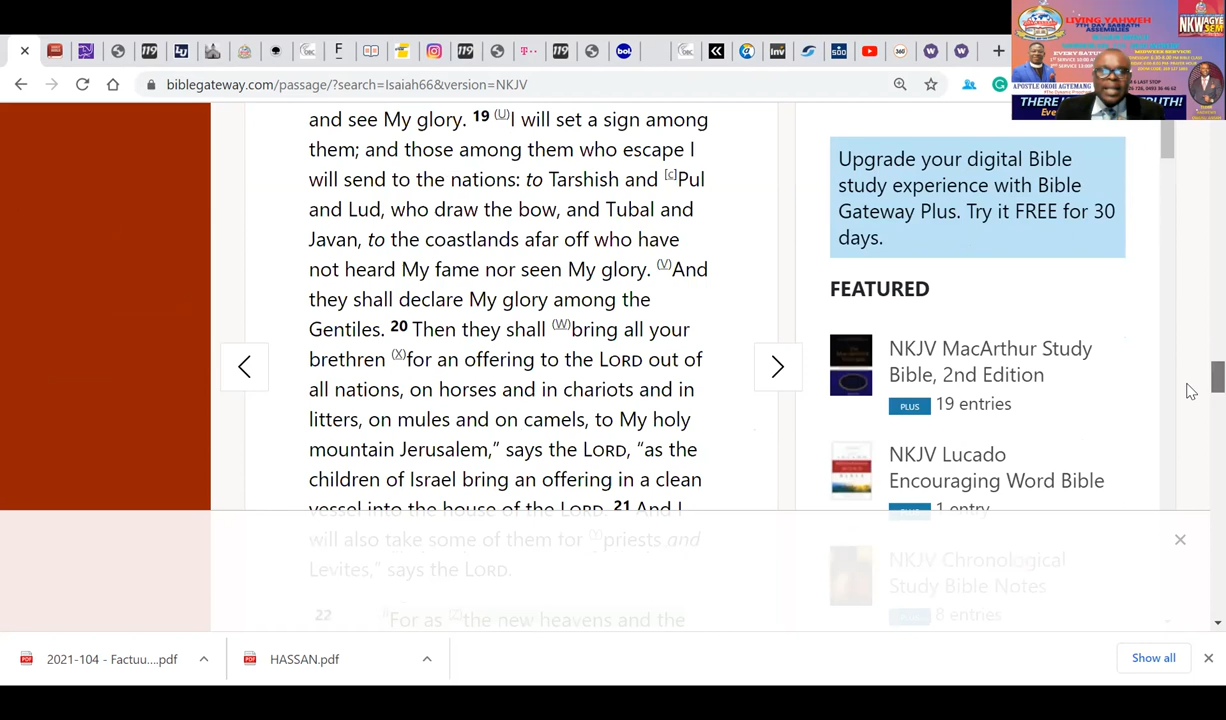 biblegateway.com/passage/?search=Isaiah66&version=NKJV
LIVING YAHWEH
7TH DAY SABBATH
ASSEMBLIES
APOSTLE OKOH AGYEMANG
and see My glory. 19 (U)I will set a sign among
them; and those among them who escape I
will send to the nations: to Tarshish and [c]Pul
and Lud, who draw the bow, and Tubal and
Javan, to the coastlands afar off who have
not heard My fame nor seen My glory. (V)And
they shall declare My glory among the
Gentiles. 20 Then they shall (W)bring all your
brethren (X)for an offering to the LORD out of
all nations, on horses and in chariots and in
litters, on mules and on camels, to My holy
mountain Jerusalem,” says the LORD, “as the
children of Israel bring an offering in a clean
vessel into the house of the LORD. 21 And I
will also take some of them for (Y)priests and
Levites,” says the LORD.
22 “For as (Z)the new heavens and the
Upgrade your digital Bible
study experience with Bible
Gateway Plus. Try it FREE for 30
days.
FEATURED
NKJV MacArthur Study
Bible, 2nd Edition
PLUS 19 entries
NKJV Lucado
Encouraging Word Bible
PLUS 1 entry
NKJV Chronological
Study Bible Notes
PLUS 8 entries
2021-104 - Factuu....pdf
HASSAN.pdf
Show all